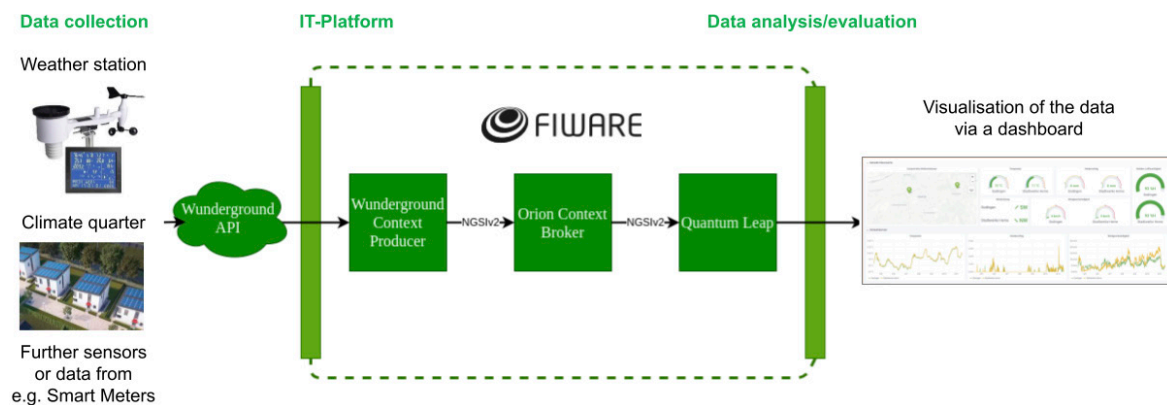 Data collection
IT-Platform
Data analysis/evaluation
Weather station
Climate quarter
Further sensors
or data from
e.g. Smart Meters
Wunderground
API
FIWARE
Wunderground
Context
Producer
NGSIv2
Orion Context
Broker
NGSIv2
Quantum Leap
Visualisation of the data
via a dashboard